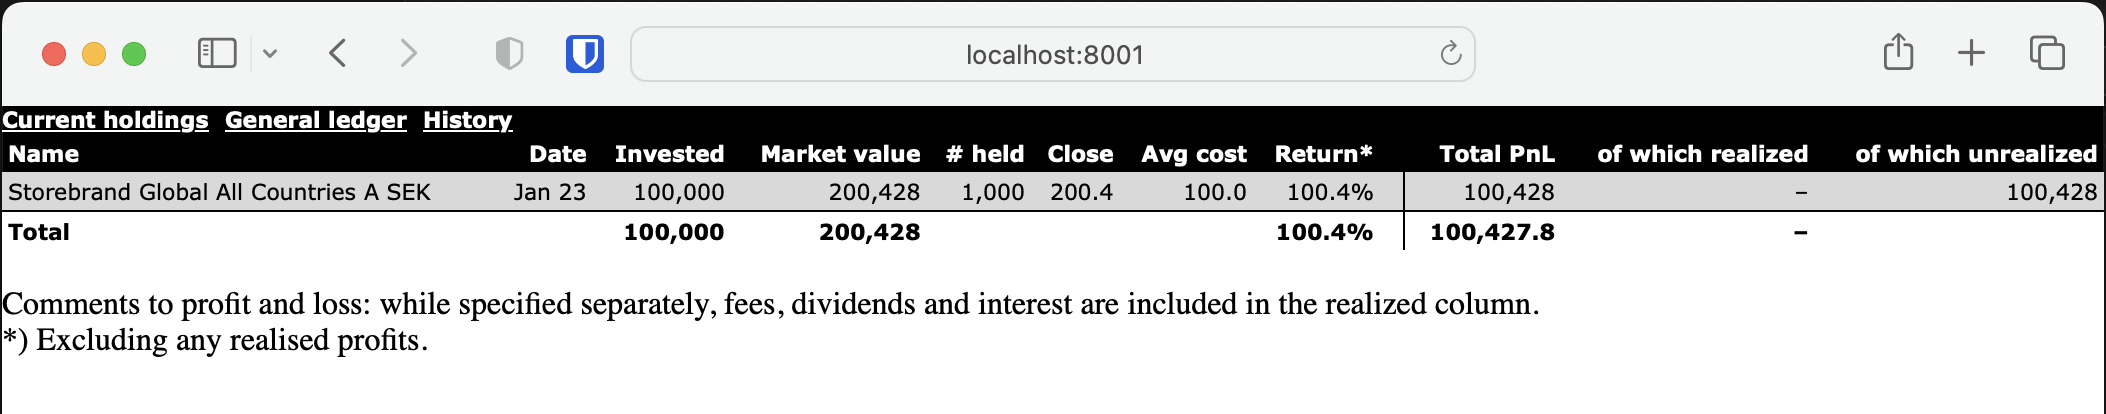 localhost:8001
Current holdings General ledger History
Name Date Invested Market value # held Close Avg cost Return* Total PnL of which realized of which unrealized
Storebrand Global All Countries A SEK Jan 23 100,000 200,428 1,000 200.4 100.0 100.4% 100,428 – 100,428
Total 100,000 200,428 100.4% 100,427.8 –
Comments to profit and loss: while specified separately, fees, dividends and interest are included in the realized column.
*) Excluding any realised profits.